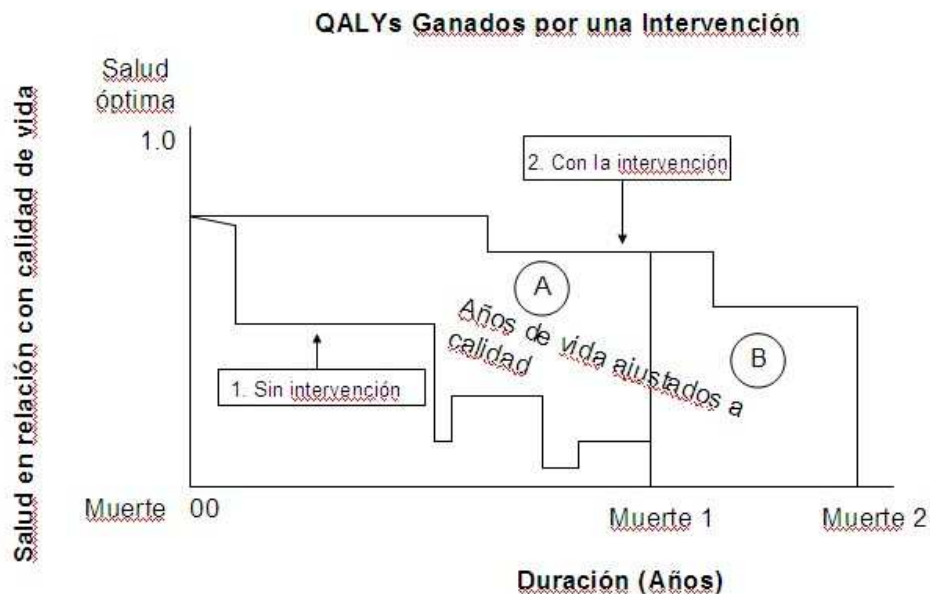 QALYs Ganados por una Intervención
Salud
óptima
1.0
Salud en relación con calidad de vida
2. Con la intervención
A
Años de vida ajustados a
calidad
B
1. Sin intervención
Muerte 00
Muerte 1
Muerte 2
Duración (Años)